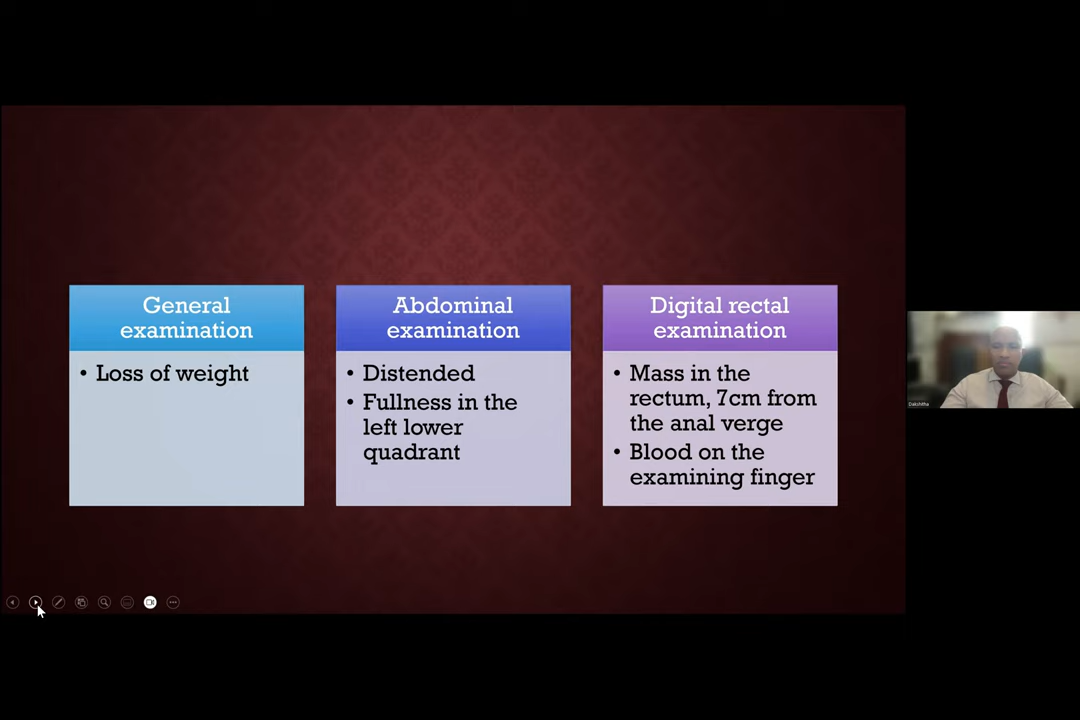 General
examination
• Loss of weight
Abdominal
examination
• Distended
• Fullness in the
left lower
quadrant
Digital rectal
examination
• Mass in the
rectum, 7cm from
the anal verge
• Blood on the
examining finger
Dakshitha